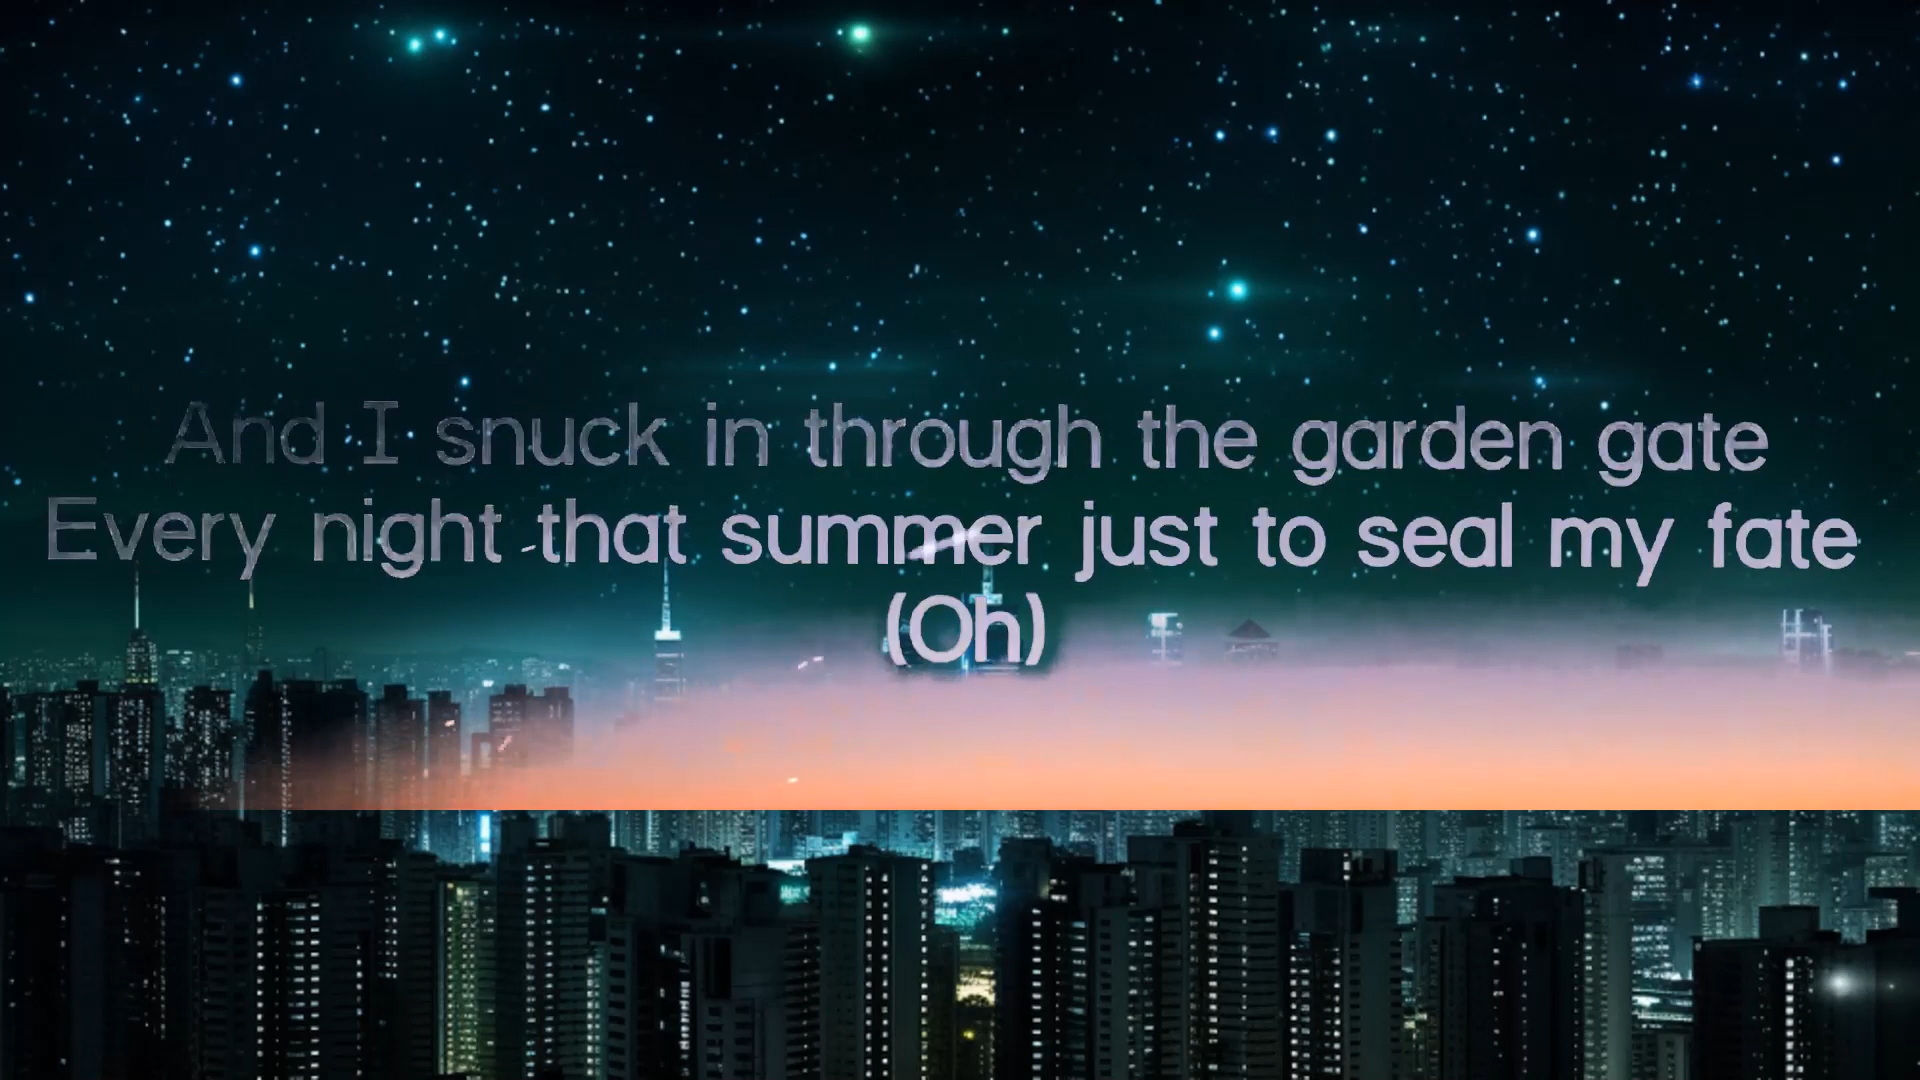 And I snuck in through the garden gate
Every night that summer just to seal my fate
(Oh)